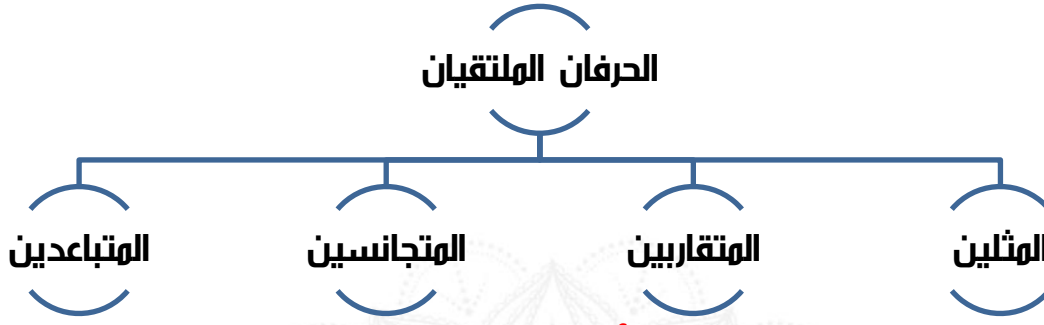 الحرفان الملتقيان
المثلين
المتقاربين
المتجانسين
المتباعدين